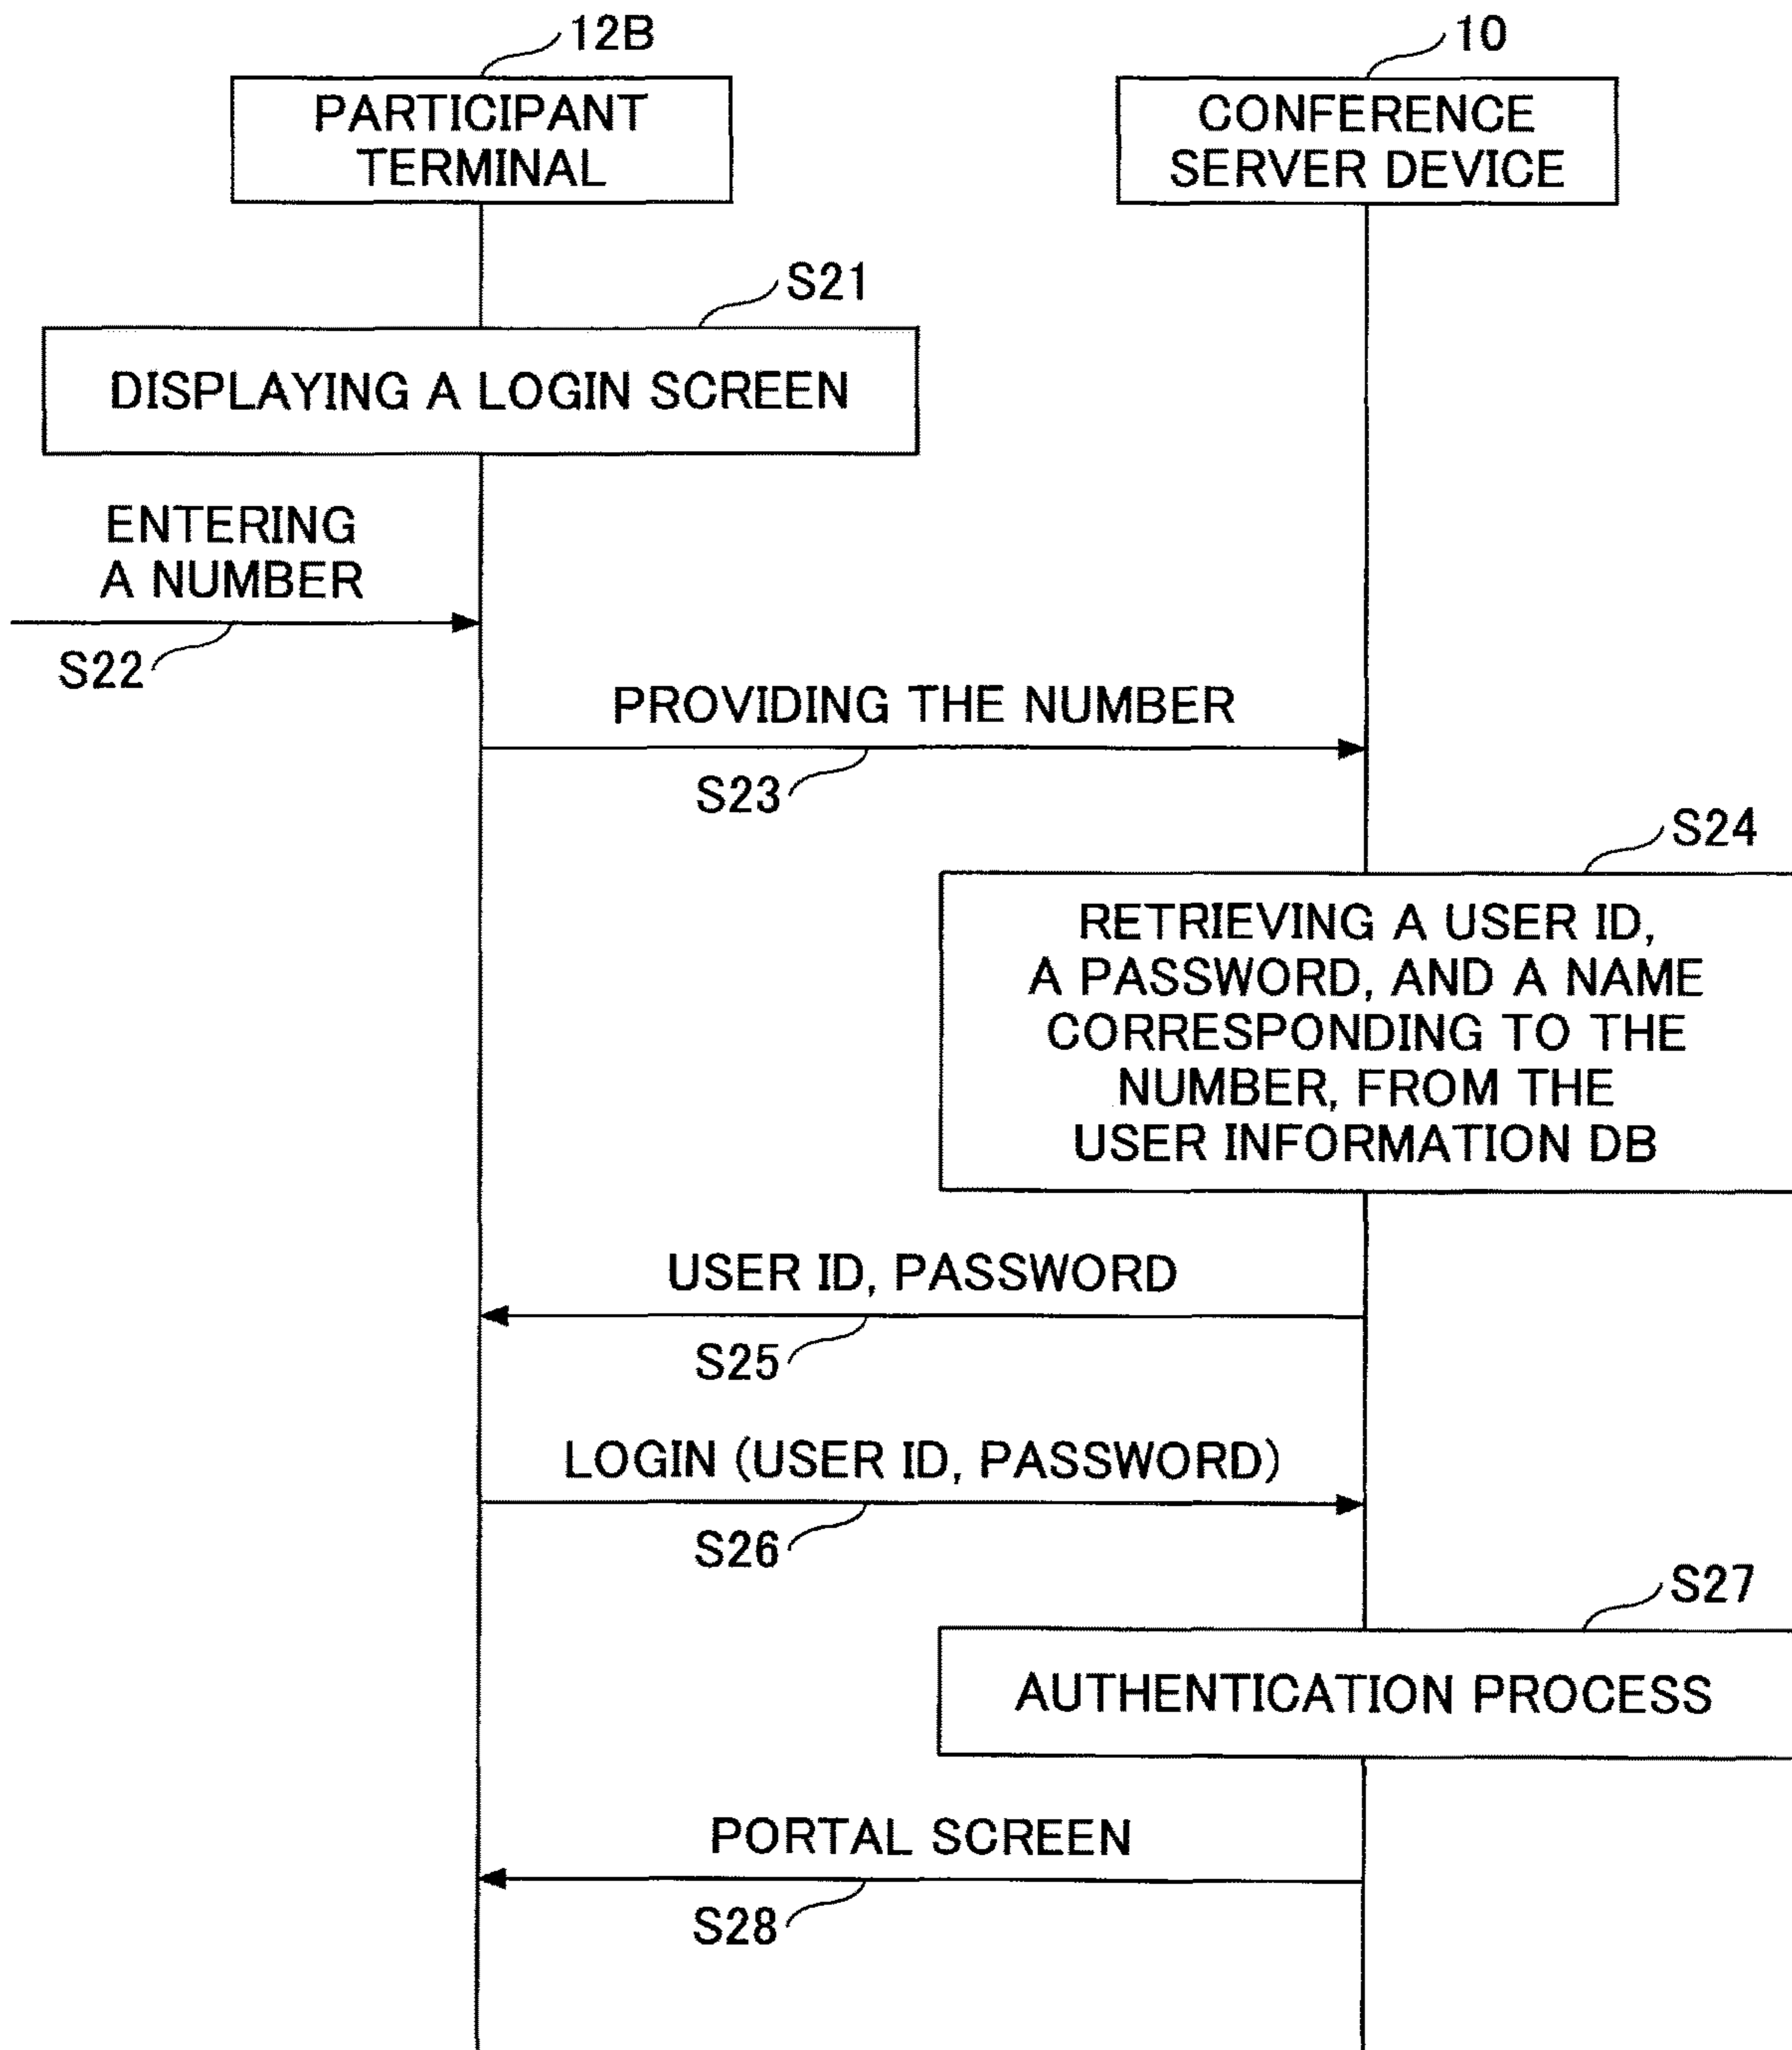 12B
10
PARTICIPANT
TERMINAL
CONFERENCE
SERVER DEVICE
S21
DISPLAYING A LOGIN SCREEN
ENTERING
A NUMBER
S22
PROVIDING THE NUMBER
S23
S24
RETRIEVING A USER ID,
A PASSWORD, AND A NAME
CORRESPONDING TO THE
NUMBER, FROM THE
USER INFORMATION DB
USER ID, PASSWORD
S25
LOGIN (USER ID, PASSWORD)
S26
S27
AUTHENTICATION PROCESS
PORTAL SCREEN
S28